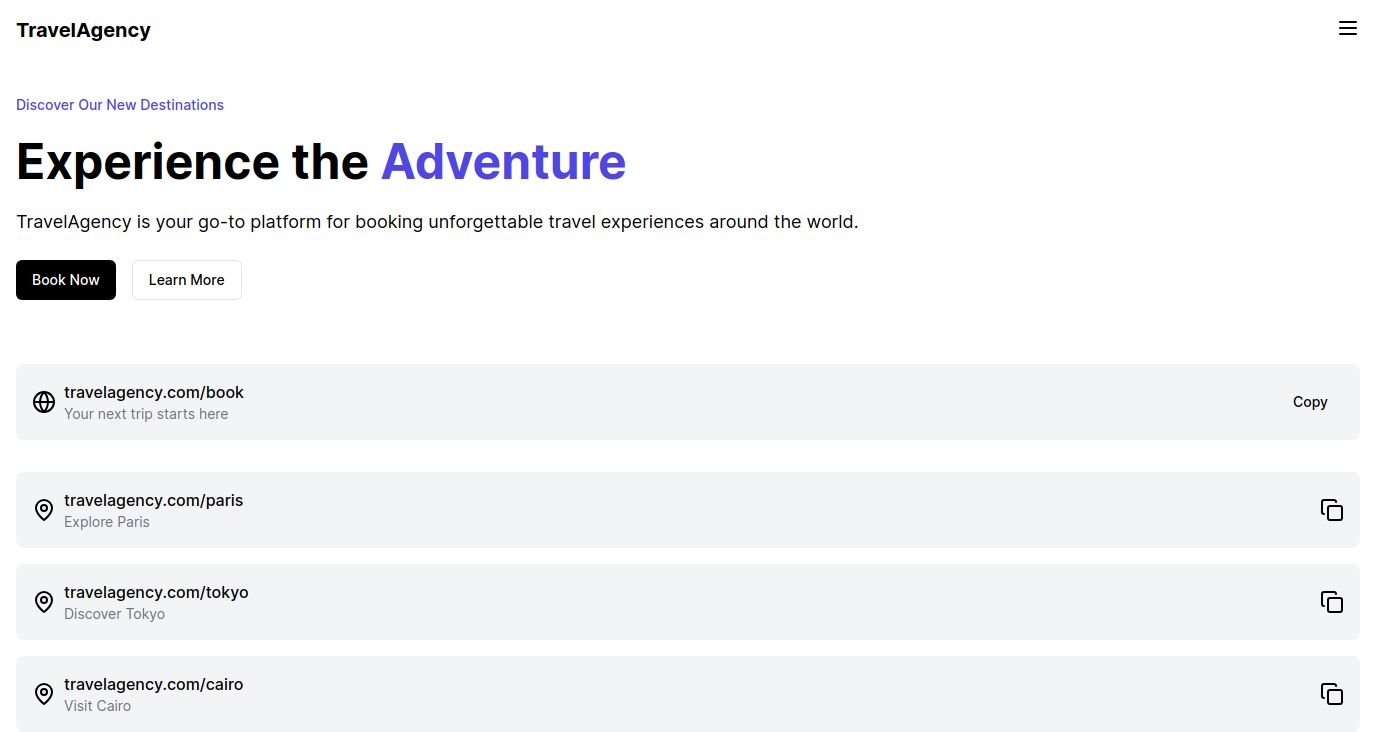 TravelAgency
Discover Our New Destinations
Experience the Adventure
TravelAgency is your go-to platform for booking unforgettable travel experiences around the world.
Book Now
Learn More
travelagency.com/book
Your next trip starts here
Copy
travelagency.com/paris
Explore Paris
travelagency.com/tokyo
Discover Tokyo
travelagency.com/cairo
Visit Cairo